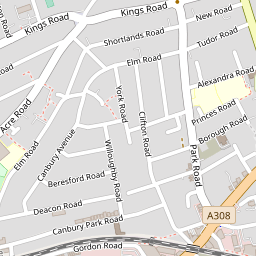 Kings Road
Kings Road
New Road
Shortlands Road
Tudor Road
Elm Road
Alexandra Road
York Road
Princes Road
Acre Road
Clifton Road
Borough Road
Canbury Avenue
Elm Road
Willoughby Road
Park Road
Beresford Road
Deacon Road
A308
Canbury Park Road
Gordon Road